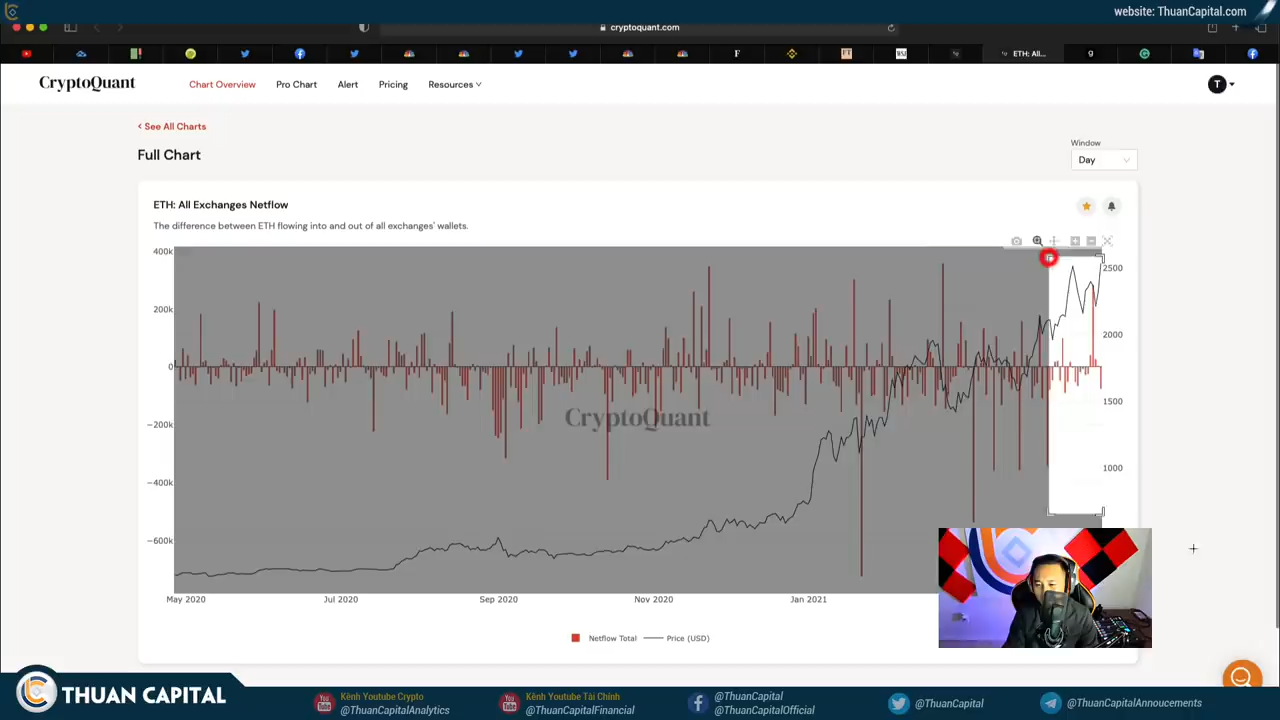 website: ThuanCapital.com
cryptoquant.com
ETH: All...
CryptoQuant
Chart Overview
Pro Chart
Alert
Pricing
Resources
T
< See All Charts
Full Chart
Window
Day
ETH: All Exchanges Netflow
The difference between ETH flowing into and out of all exchanges' wallets.
400k
200k
0
−200k
−400k
−600k
2500
2000
1500
1000
CryptoQuant
May 2020
Jul 2020
Sep 2020
Nov 2020
Jan 2021
Netflow Total
Price (USD)
THUAN CAPITAL
Kênh Youtube Crypto
@ThuanCapitalAnalytics
Kênh Youtube Tài Chính
@ThuanCapitalFinancial
@ThuanCapital
@ThuanCapitalOfficial
@ThuanCapital
@ThuanCapitalAnnoucements